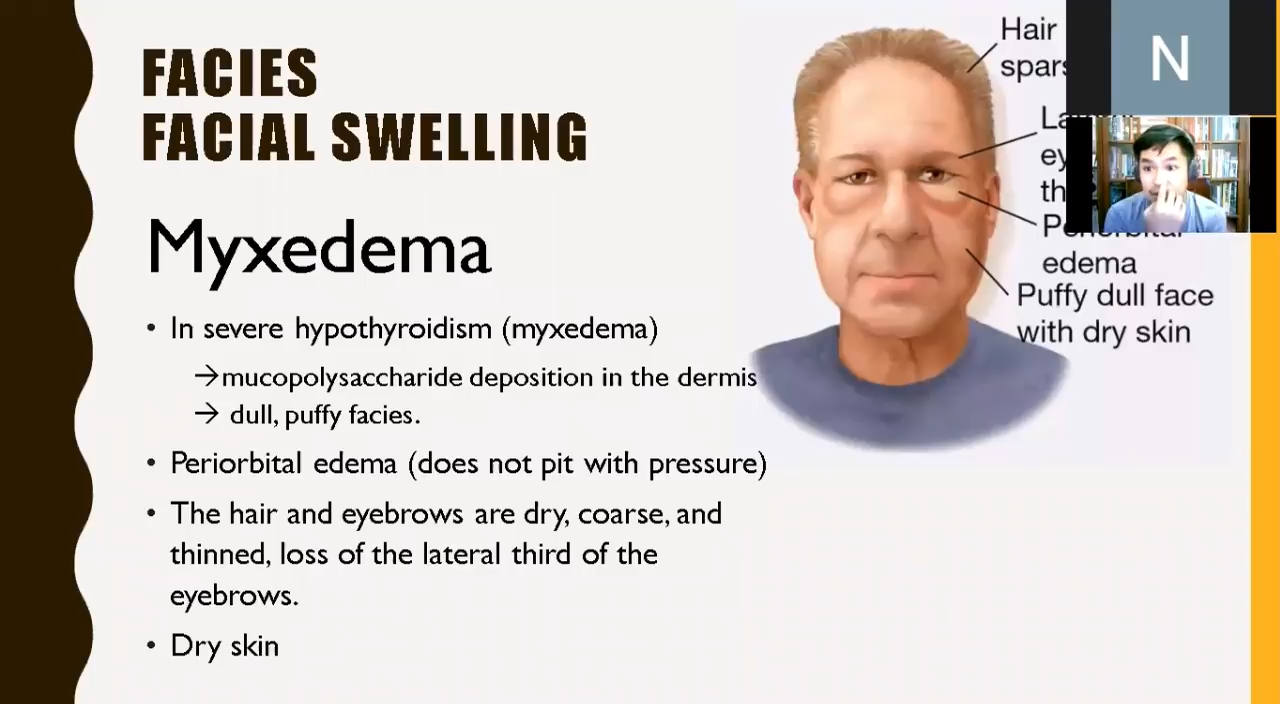 FACIES
FACIAL SWELLING
Myxedema
• In severe hypothyroidism (myxedema)
→mucopolysaccharide deposition in the dermis
→ dull, puffy facies.
• Periorbital edema (does not pit with pressure)
• The hair and eyebrows are dry, coarse, and
thinned, loss of the lateral third of the
eyebrows.
• Dry skin
Hair
Periorbital
edema
Puffy dull face
with dry skin
N